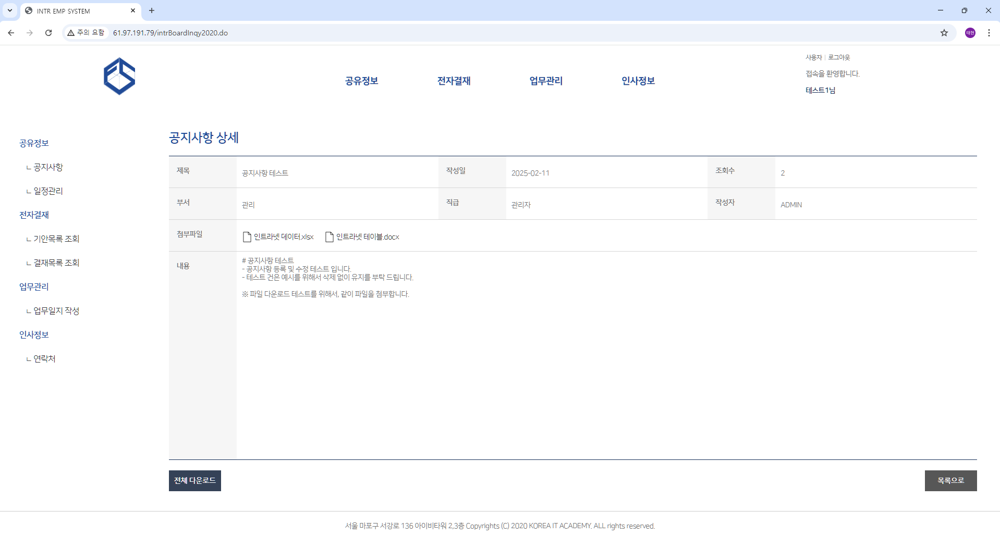 INTR EMP SYSTEM
주의 요함 61.97.191.79/intrBoardInqy2020.do
태현
사용자 | 로그아웃
접속을 환영합니다.
테스트1님
공유정보 전자결재 업무관리 인사정보
공유정보
ㄴ 공지사항
ㄴ 일정관리
전자결재
ㄴ 기안목록 조회
ㄴ 결재목록 조회
업무관리
ㄴ 업무일지 작성
인사정보
ㄴ 연락처
공지사항 상세
제목 공지사항 테스트 작성일 2025-02-11 조회수 2
부서 관리 직급 관리자 작성자 ADMIN
첨부파일 인트라넷 데이터.xlsx 인트라넷 테이블.docx
내용
# 공지사항 테스트
- 공지사항 등록 및 수정 테스트 입니다.
- 테스트 건은 예시를 위해서 삭제 없이 유지를 부탁 드립니다.
※ 파일 다운로드 테스트를 위해서, 같이 파일을 첨부합니다.
전체 다운로드 목록으로
서울 마포구 서강로 136 아이비타워 2,3층 Copyrights (C) 2020 KOREA IT ACADEMY. ALL rights reserved.